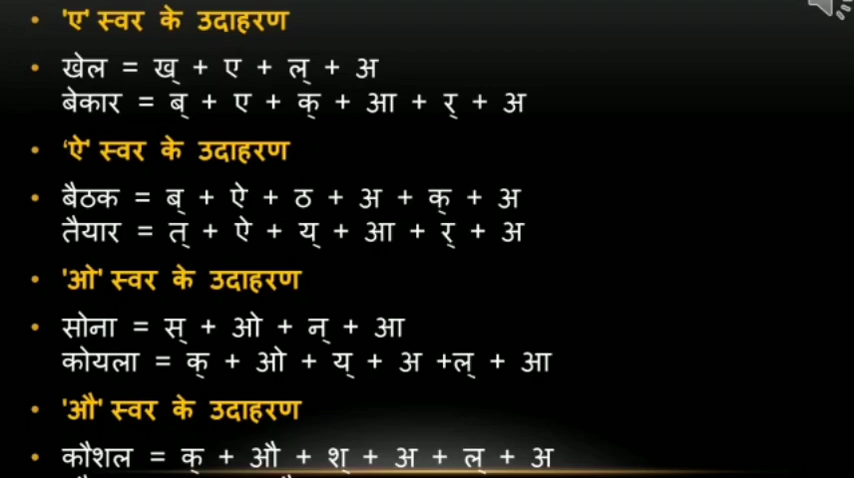 • 'ए' स्वर के उदाहरण
• खेल = ख् + ए + ल् + अ
बेकार = ब् + ए + क् + आ + र् + अ
• ‘ऐ' स्वर के उदाहरण
• बैठक = ब् + ऐ + ठ + अ + क् + अ
तैयार = त् + ऐ + य् + आ + र् + अ
• 'ओ' स्वर के उदाहरण
• सोना = स् + ओ + न् + आ
कोयला = क् + ओ + य् + अ +ल् + आ
• 'औ' स्वर के उदाहरण
• कौशल = क् + औ + श् + अ + ल् + अ